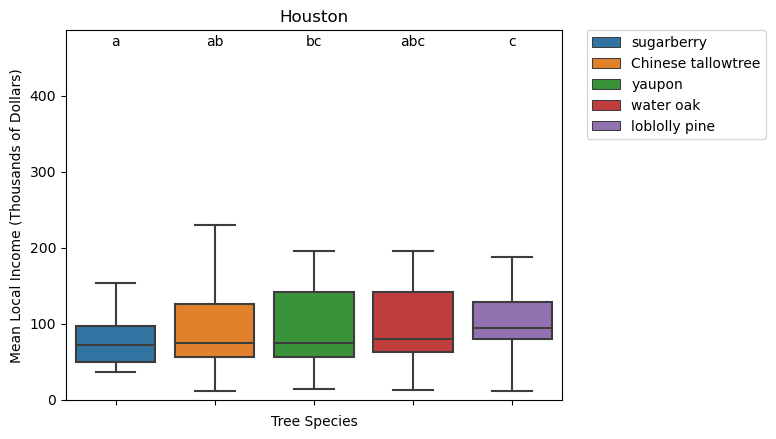 Houston
a ab bc abc c
sugarberry
Chinese tallowtree
yaupon
water oak
loblolly pine
Mean Local Income (Thousands of Dollars)
400
300
200
100
0
Tree Species